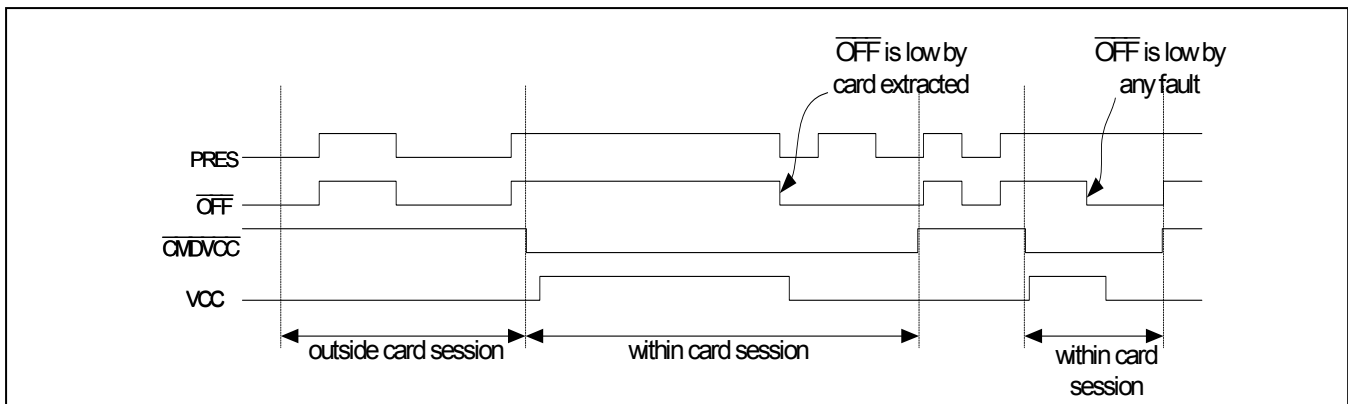 OFF is low by
card extracted
OFF is low by
any fault
PRES
OFF
CMDVCC
VCC
outside card session
within card session
within card
session